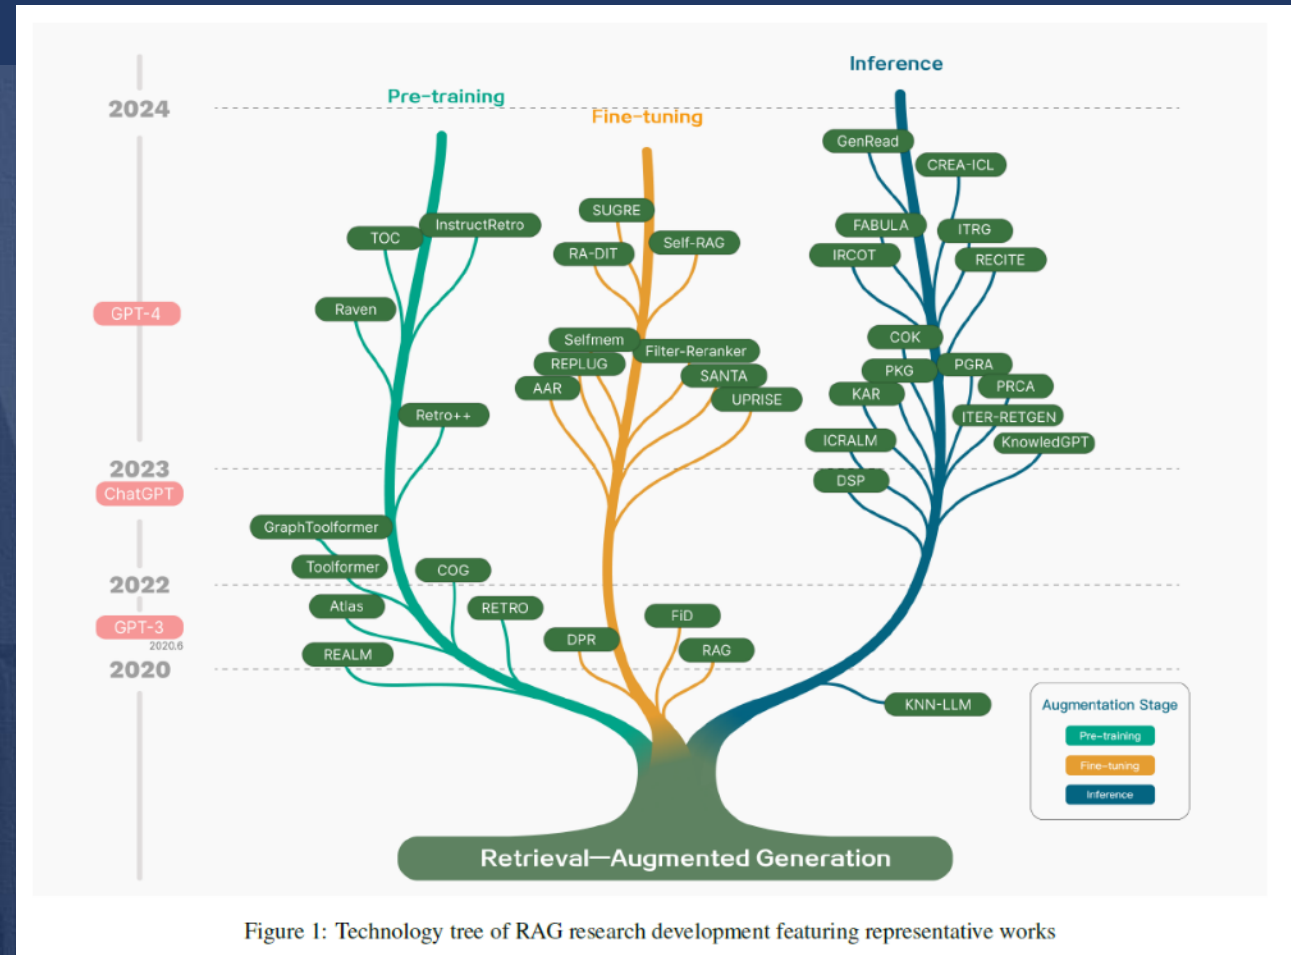 Inference
Pre-training
2024
Fine-tuning
GenRead
CREA-ICL
SUGRE
InstructRetro
FABULA
ITRG
TOC
Self-RAG
RA-DIT
IRCOT
RECITE
GPT-4
Raven
COK
Selfmem
Filter-Reranker
REPLUG
PGRA
PKG
SANTA
AAR
PRCA
KAR
UPRISE
Retro++
ITER-RETGEN
ICRALM
KnowledGPT
2023
DSP
ChatGPT
GraphToolformer
Toolformer
COG
2022
Atlas
RETRO
FiD
GPT-3
2020.6
DPR
RAG
REALM
2020
KNN-LLM
Augmentation Stage
Pre-training
Fine-tuning
Inference
Retrieval—Augmented Generation
Figure 1: Technology tree of RAG research development featuring representative works